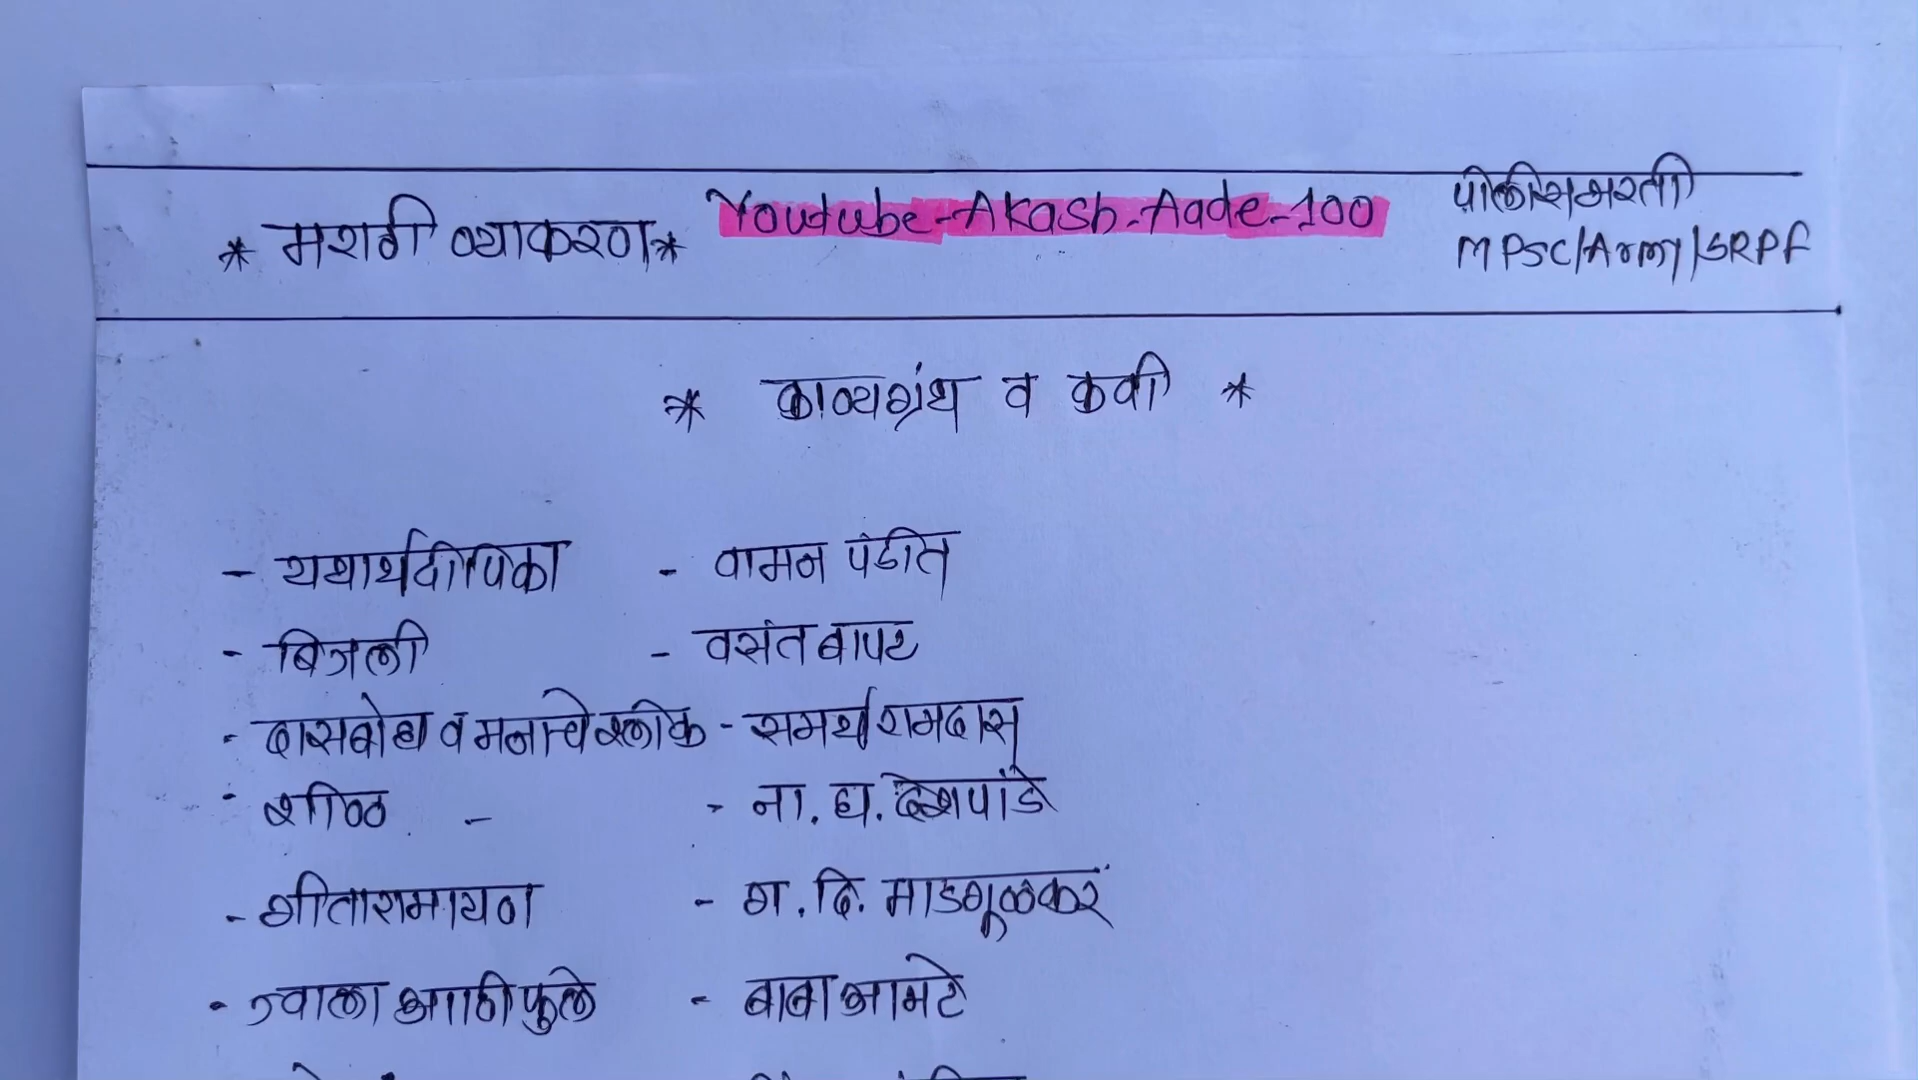 * मराठी व्याकरण * Youtube-Akash-Aade-100 पोलीसभरती
MPSC/Army/SRPF
* काव्यग्रंथ व कवी *
- यथार्थदीपिका - वामन पंडीत
- बिजली - वसंत बापट
- दासबोध व मनाचे श्लोक - समर्थ रामदास
- शीळ - - ना. घ. देशपांडे
- गीतारामायण - ग. दि. माडगूळकर
- ज्वाला आणी फुले - बाबा आमटे